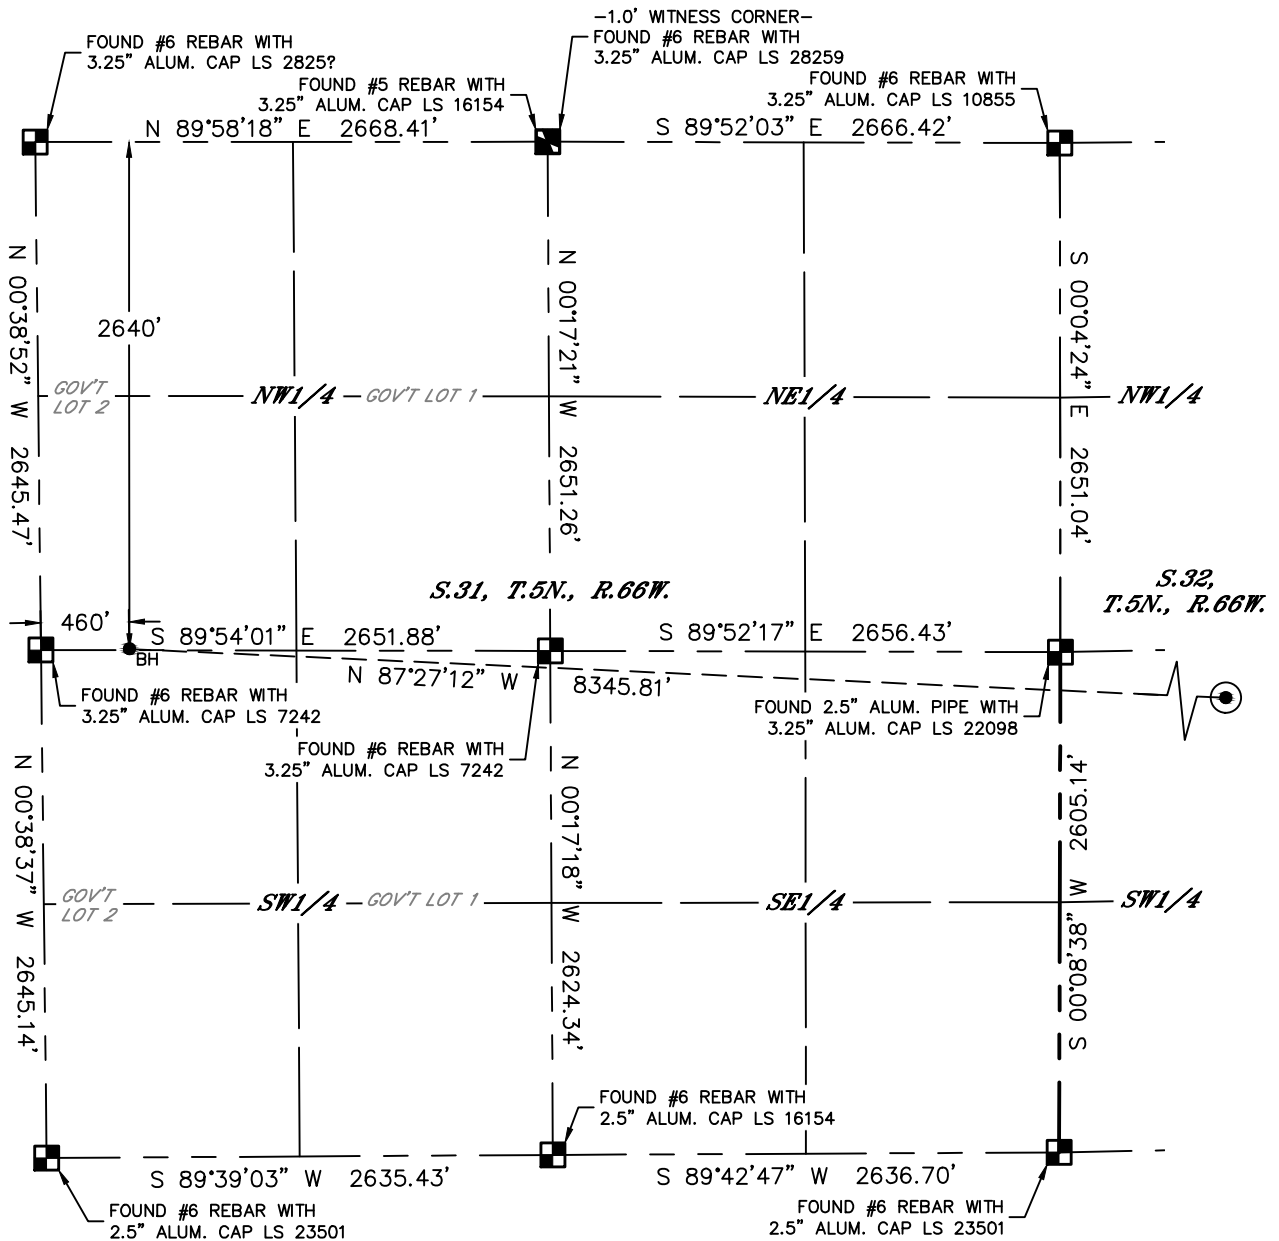 -1.0' WITNESS CORNER-
FOUND #6 REBAR WITH
3.25" ALUM. CAP LS 28259
FOUND #6 REBAR WITH
3.25" ALUM. CAP LS 2825?
FOUND #5 REBAR WITH
3.25" ALUM. CAP LS 16154
FOUND #6 REBAR WITH
3.25" ALUM. CAP LS 10855
N 89°58'18" E 2668.41'
S 89°52'03" E 2666.42'
N 00°38'52" W 2645.47'
2640'
N 00°17'21" W 2651.26'
S 00°04'24" E 2651.04'
GOV'T
LOT 2
NW1/4
GOV'T LOT 1
NE1/4
NW1/4
S.31, T.5N., R.66W.
S.32,
T.5N., R.66W.
460'
S 89°54'01" E 2651.88'
S 89°52'17" E 2656.43'
BH
N 87°27'12" W 8345.81'
FOUND #6 REBAR WITH
3.25" ALUM. CAP LS 7242
FOUND 2.5" ALUM. PIPE WITH
3.25" ALUM. CAP LS 22098
FOUND #6 REBAR WITH
3.25" ALUM. CAP LS 7242
N 00°38'37" W 2645.14'
N 00°17'18" W 2624.34'
S 00°08'38" W 2605.14'
GOV'T
LOT 2
SW1/4
GOV'T LOT 1
SE1/4
SW1/4
FOUND #6 REBAR WITH
2.5" ALUM. CAP LS 16154
S 89°39'03" W 2635.43'
S 89°42'47" W 2636.70'
FOUND #6 REBAR WITH
2.5" ALUM. CAP LS 23501
FOUND #6 REBAR WITH
2.5" ALUM. CAP LS 23501